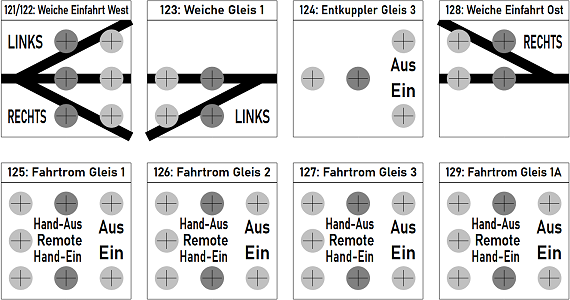 121/122: Weiche Einfahrt West
LINKS
RECHTS
123: Weiche Gleis 1
LINKS
124: Entkuppler Gleis 3
Aus
Ein
128: Weiche Einfahrt Ost
RECHTS
125: Fahrtrom Gleis 1
Hand-Aus
Remote
Hand-Ein
Aus
Ein
126: Fahrtrom Gleis 2
Hand-Aus
Remote
Hand-Ein
Aus
Ein
127: Fahrtrom Gleis 3
Hand-Aus
Remote
Hand-Ein
Aus
Ein
129: Fahrtrom Gleis 1A
Hand-Aus
Remote
Hand-Ein
Aus
Ein